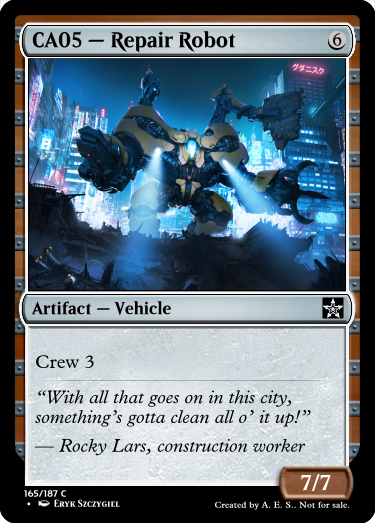 CA05 — Repair Robot
6
グダニスク
Artifact — Vehicle
Crew 3
“With all that goes on in this city,
something’s gotta clean all o’ it up!”
— Rocky Lars, construction worker
7/7
165/187 C
• Eryk Szczygiel
Created by A. E. S.. Not for sale.